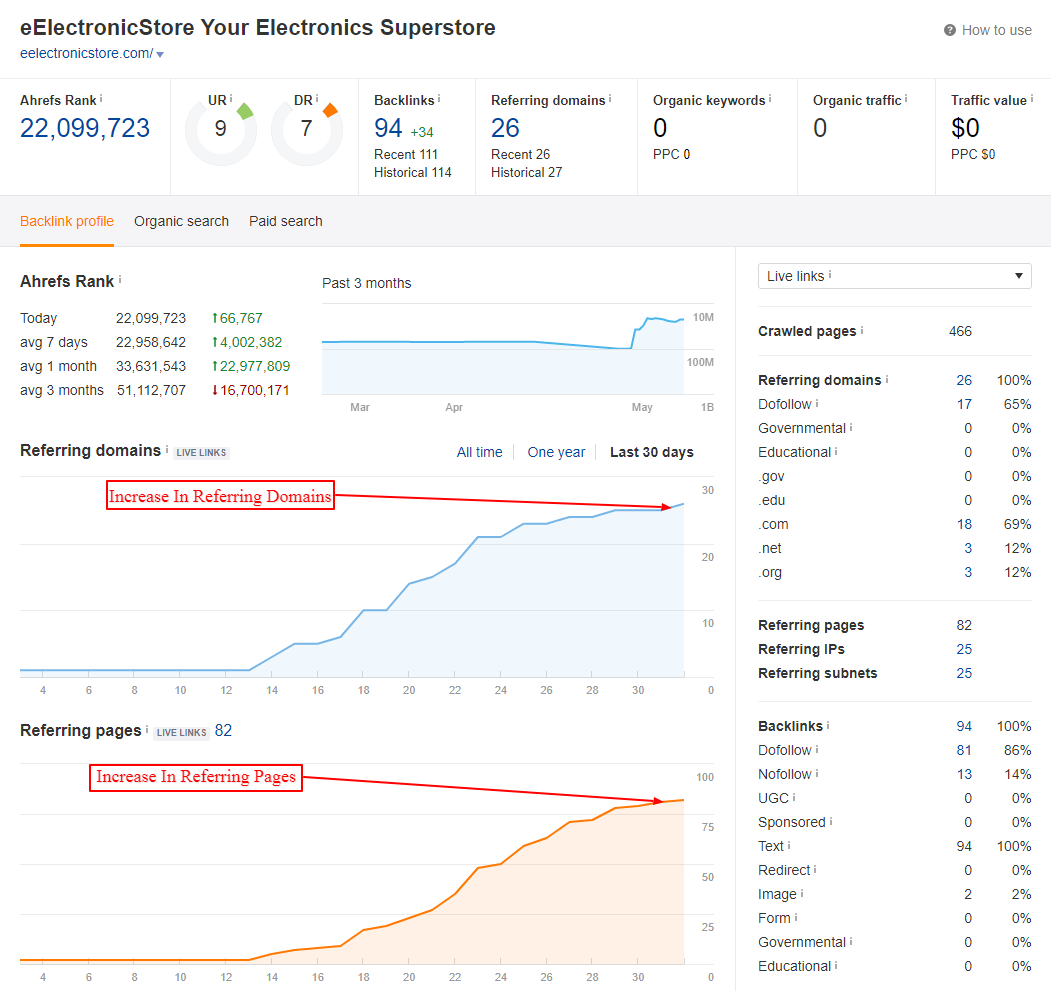 eElectronicStore Your Electronics Superstore
How to use
eelectronicstore.com/
Ahrefs Rank i
22,099,723
UR i
9
DR i
7
Backlinks i
94 +34
Recent 111
Historical 114
Referring domains i
26
Recent 26
Historical 27
Organic keywords i
0
PPC 0
Organic traffic i
0
Traffic value i
$0
PPC $0
Backlink profile Organic search Paid search
Ahrefs Rank i
Today 22,099,723 ↑66,767
avg 7 days 22,958,642 ↑4,002,382
avg 1 month 33,631,543 ↑22,977,809
avg 3 months 51,112,707 ↓16,700,171
Past 3 months
10M
100M
1B
Mar Apr May
Referring domains i LIVE LINKS
All time One year Last 30 days
Increase In Referring Domains
30
20
10
4 6 8 10 12 14 16 18 20 22 24 26 28 30 0
Referring pages i LIVE LINKS 82
Increase In Referring Pages
100
75
50
25
4 6 8 10 12 14 16 18 20 22 24 26 28 30 0
Live links i
Crawled pages i 466
Referring domains i 26 100%
Dofollow i 17 65%
Governmental i 0 0%
Educational i 0 0%
.gov 0 0%
.edu 0 0%
.com 18 69%
.net 3 12%
.org 3 12%
Referring pages 82
Referring IPs 25
Referring subnets 25
Backlinks i 94 100%
Dofollow i 81 86%
Nofollow i 13 14%
UGC i 0 0%
Sponsored i 0 0%
Text i 94 100%
Redirect i 0 0%
Image i 2 2%
Form i 0 0%
Governmental i 0 0%
Educational i 0 0%